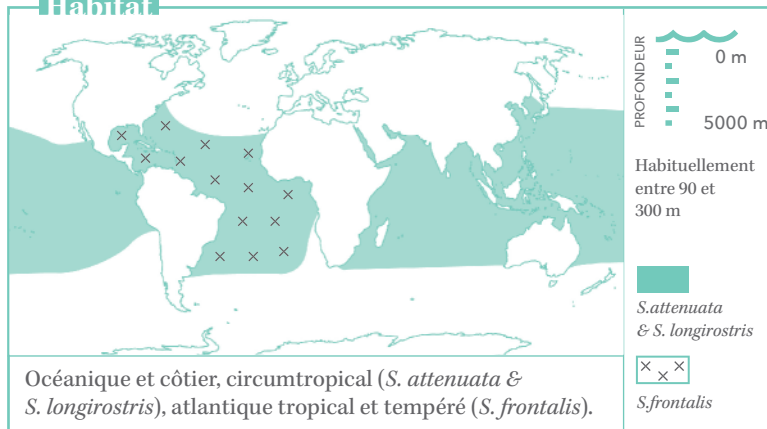 Habitat
PROFONDEUR
0 m
5000 m
Habituellement
entre 90 et
300 m
S.attenuata
& S. longirostris
S.frontalis
Océanique et côtier, circumtropical (S. attenuata &
S. longirostris), atlantique tropical et tempéré (S. frontalis).